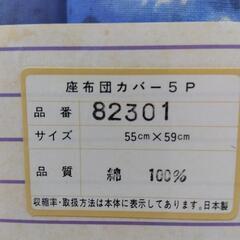 座布団カバー5P
品番 82301
サイズ 55cm×59cm
品質 綿 100%
収縮率・取扱方法は本体に表示してあります。日本製